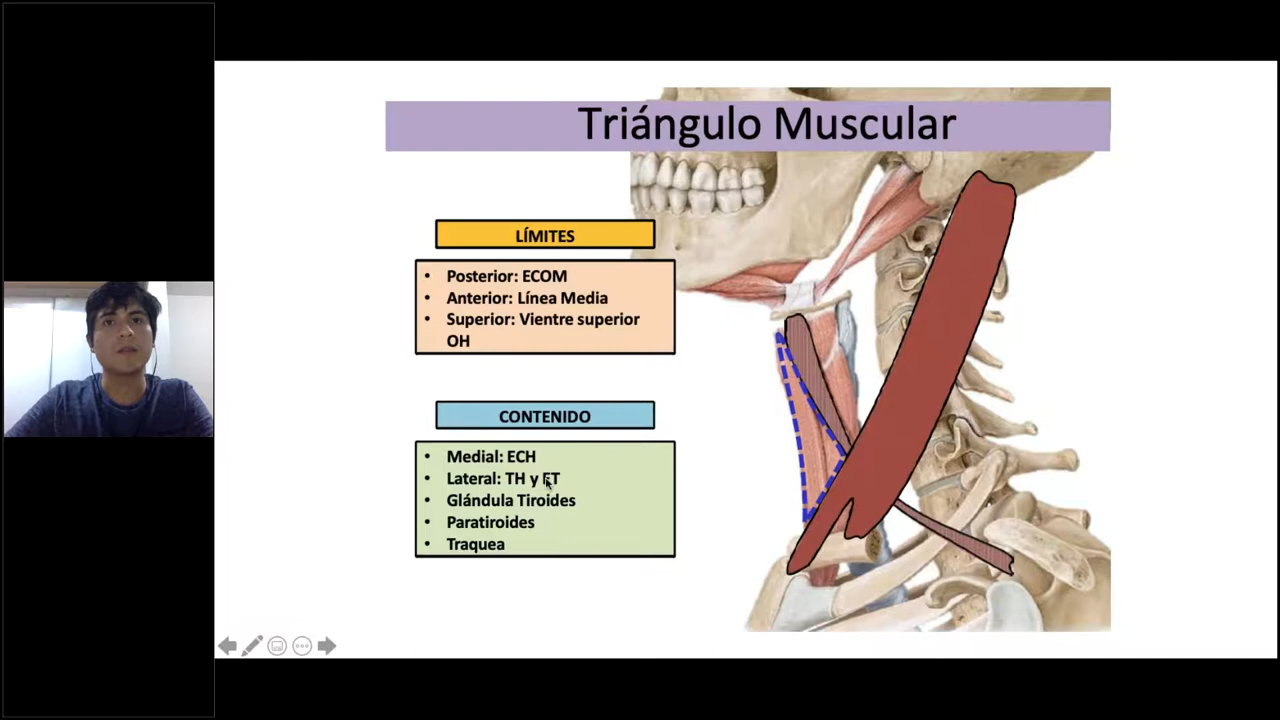 Triángulo Muscular
LÍMITES
• Posterior: ECOM
• Anterior: Línea Media
• Superior: Vientre superior
OH
CONTENIDO
• Medial: ECH
• Lateral: TH y ET
• Glándula Tiroides
• Paratiroides
• Traquea